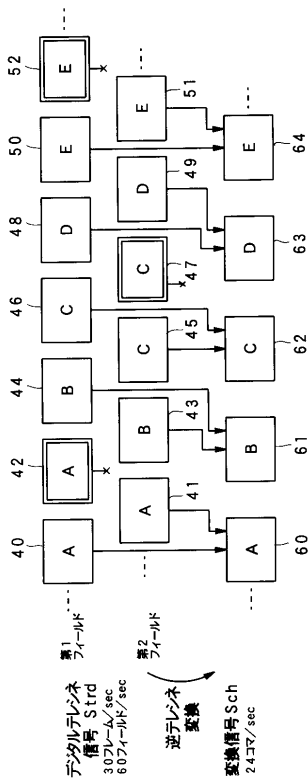 デジタルテレシネ
信号 Strd
30フレーム/sec
60フィールド/sec
第1
フィールド
40
A
42
A
44
B
46
C
48
D
50
E
52
E
第2
フィールド
41
A
43
B
45
C
47
C
49
D
51
E
逆テレシネ
変換
変換信号 Sch
24コマ/sec
60
A
61
B
62
C
63
D
64
E